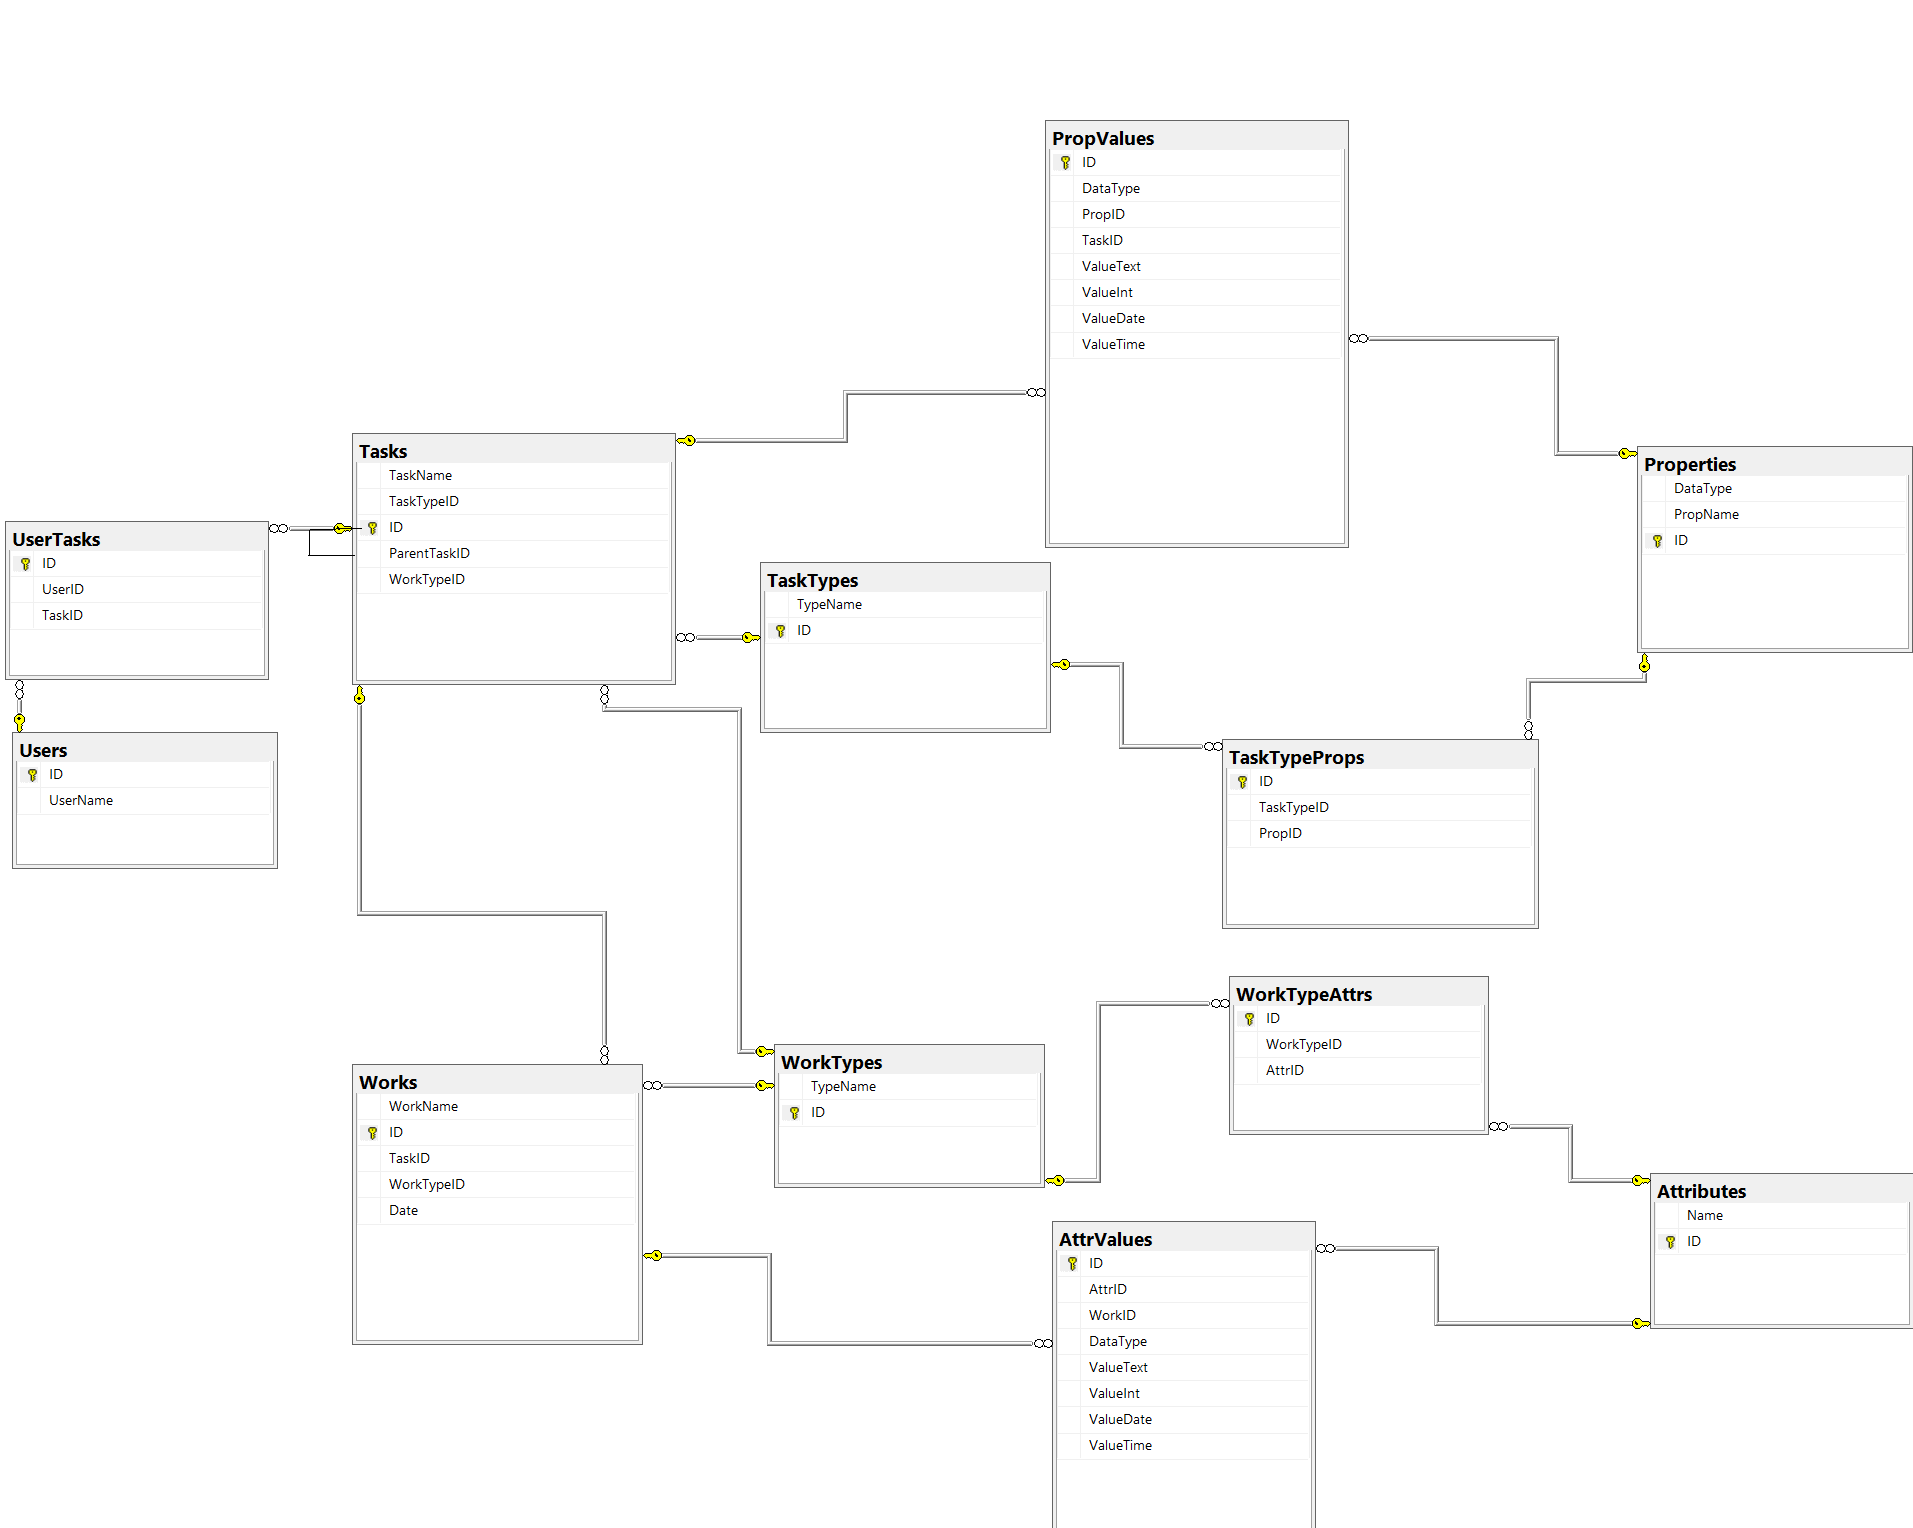 PropValues
ID
DataType
PropID
TaskID
ValueText
ValueInt
ValueDate
ValueTime
Tasks
TaskName
TaskTypeID
ID
ParentTaskID
WorkTypeID
Properties
DataType
PropName
ID
UserTasks
ID
UserID
TaskID
TaskTypes
TypeName
ID
Users
ID
UserName
TaskTypeProps
ID
TaskTypeID
PropID
WorkTypeAttrs
ID
WorkTypeID
AttrID
Works
WorkName
ID
TaskID
WorkTypeID
Date
WorkTypes
TypeName
ID
Attributes
Name
ID
AttrValues
ID
AttrID
WorkID
DataType
ValueText
ValueInt
ValueDate
ValueTime